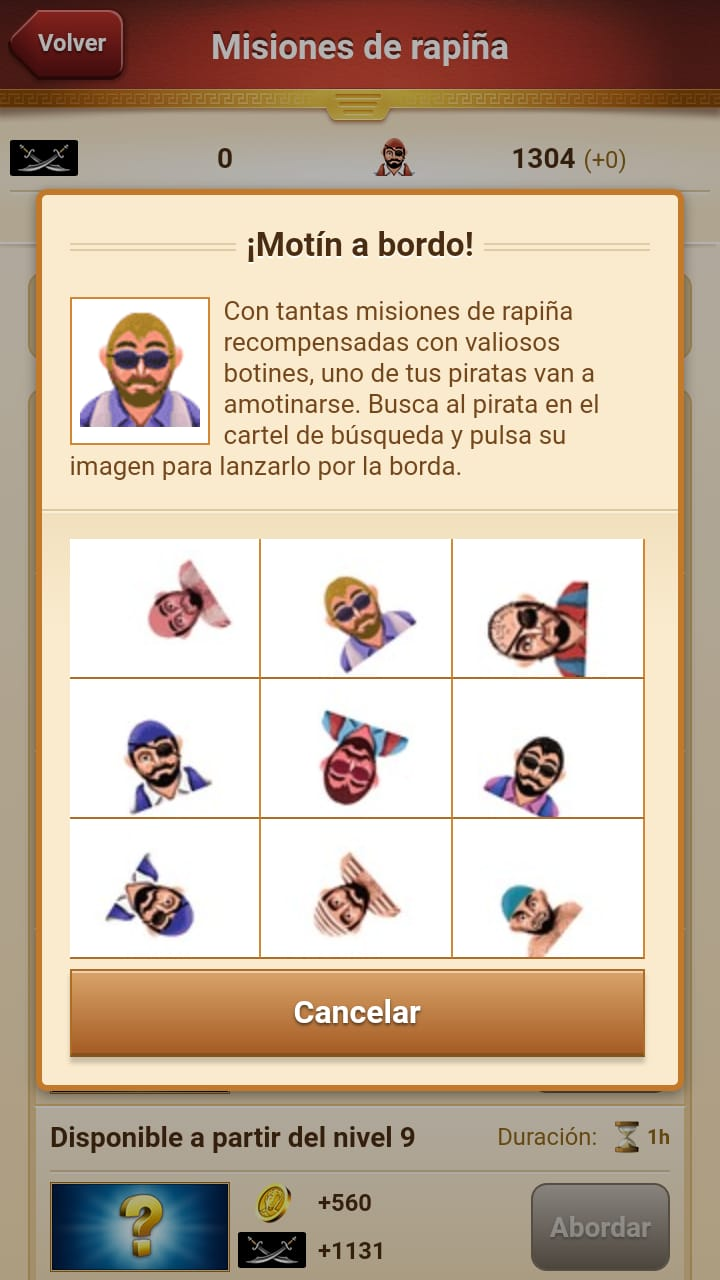 Volver
Misiones de rapiña
0
1304 (+0)
¡Motín a bordo!
Con tantas misiones de rapiña
recompensadas con valiosos
botines, uno de tus piratas van a
amotinarse. Busca al pirata en el
cartel de búsqueda y pulsa su
imagen para lanzarlo por la borda.
Cancelar
Disponible a partir del nivel 9
Duración: 1h
?
+560
+1131
Abordar